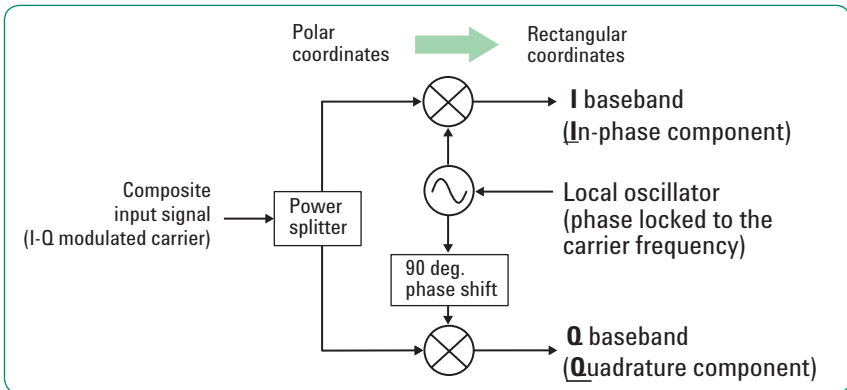 Polar
coordinates
Rectangular
coordinates
I baseband
(In-phase component)
Composite
input signal
(I-Q modulated carrier)
Power
splitter
Local oscillator
(phase locked to the
carrier frequency)
90 deg.
phase shift
Q baseband
(Quadrature component)